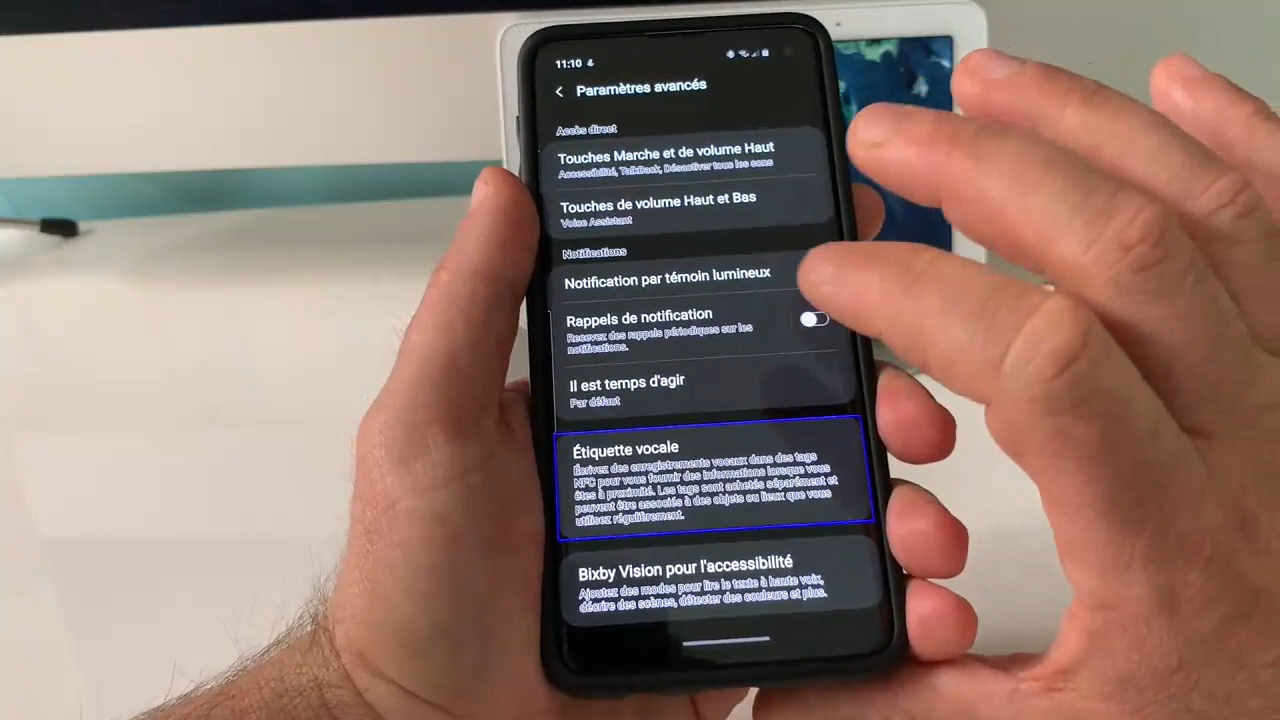 11:10
Paramètres avancés
Accès direct
Touches Marche et de volume Haut
Accessibilité, TalkBack, Désactiver tous les sons
Touches de volume Haut et Bas
Voice Assistant
Notifications
Notification par témoin lumineux
Rappels de notification
Recevez des rappels périodiques sur les
notifications.
Il est temps d'agir
Par défaut
Étiquette vocale
Écrivez des enregistrements vocaux dans des tags
NFC pour vous fournir des informations lorsque vous
êtes à proximité. Les tags sont achetés séparément et
peuvent être associés à des objets ou lieux que vous
utilisez régulièrement.
Bixby Vision pour l'accessibilité
Ajoutez des modes pour lire le texte à haute voix,
décrire des scènes, détecter des couleurs et plus.